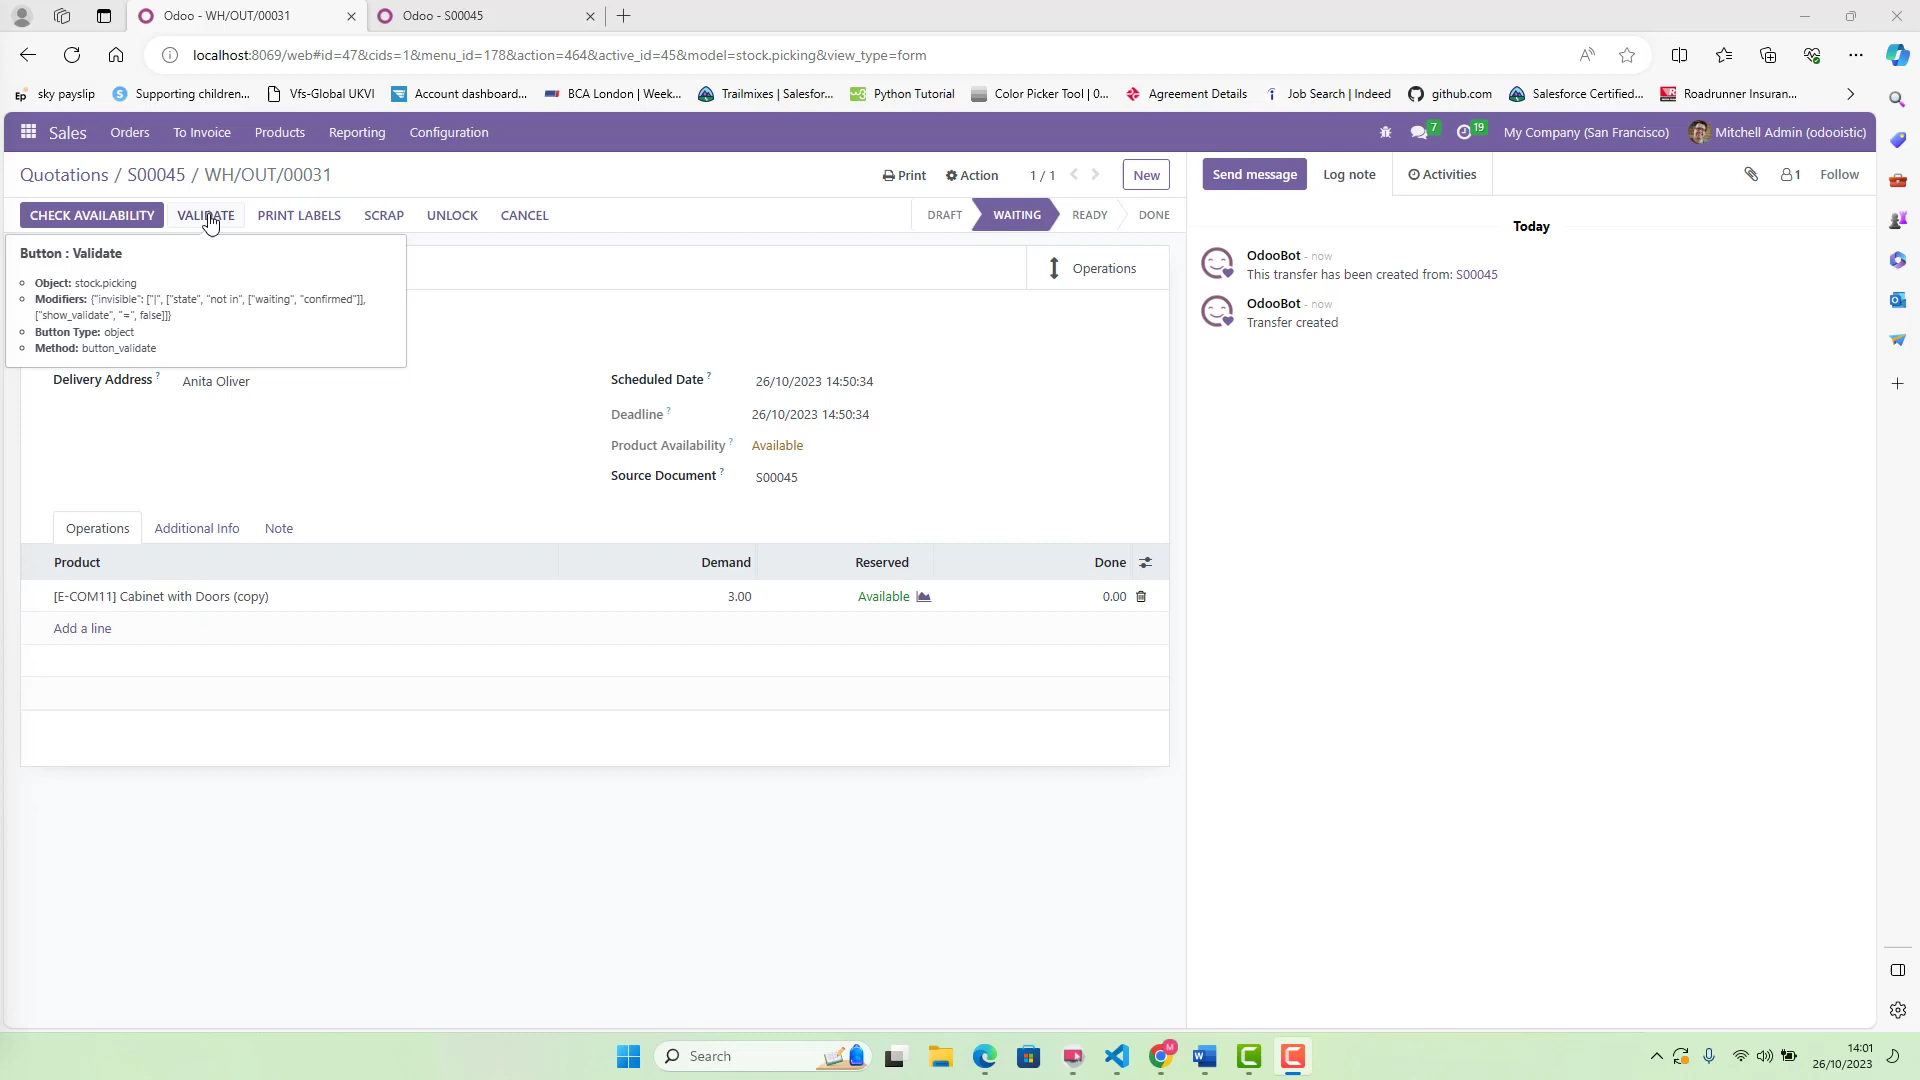 Odoo - WH/OUT/00031
Odoo - S00045
localhost:8069/web#id=47&cids=1&menu_id=178&action=464&active_id=45&model=stock.picking&view_type=form
sky payslip
Supporting children...
Vfs-Global UKVI
Account dashboard...
BCA London | Week...
Trailmixes | Salesfor...
Python Tutorial
Color Picker Tool | 0...
Agreement Details
Job Search | Indeed
github.com
Salesforce Certified...
Roadrunner Insuran...
Sales
Orders
To Invoice
Products
Reporting
Configuration
7
19
My Company (San Francisco)
Mitchell Admin (odooistic)
Quotations / S00045 / WH/OUT/00031
Print
Action
1 / 1
New
Send message
Log note
Activities
1
Follow
CHECK AVAILABILITY
VALIDATE
PRINT LABELS
SCRAP
UNLOCK
CANCEL
DRAFT
WAITING
READY
DONE
Button : Validate
Object: stock.picking
Modifiers: {"invisible": ["|", ["state", "not in", ["waiting", "confirmed"]],
["show_validate", "=", false]]}
Button Type: object
Method: button_validate
Operations
Delivery Address ?
Anita Oliver
Scheduled Date ?
26/10/2023 14:50:34
Deadline ?
26/10/2023 14:50:34
Product Availability ?
Available
Source Document ?
S00045
Operations
Additional Info
Note
Product
Demand
Reserved
Done
[E-COM11] Cabinet with Doors (copy)
3.00
Available
0.00
Add a line
Today
OdooBot - now
This transfer has been created from: S00045
OdooBot - now
Transfer created
Search
14:01
26/10/2023